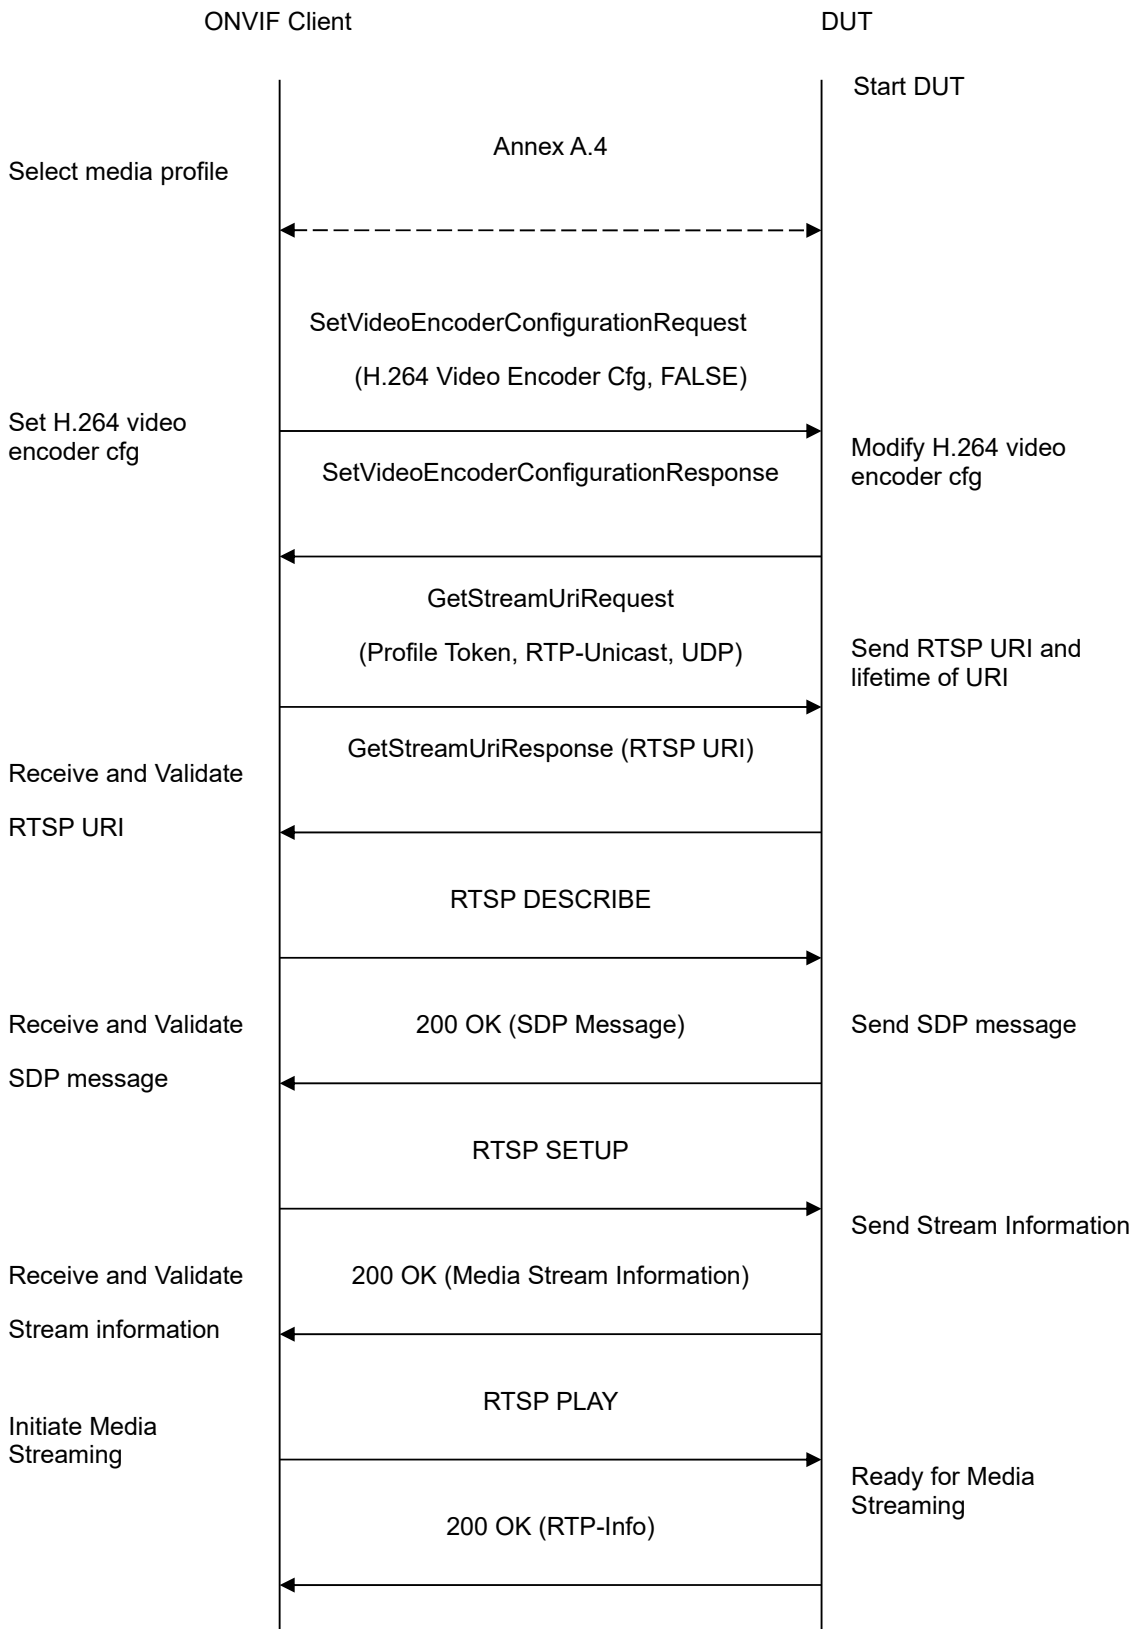 ONVIF Client
DUT
Start DUT
Annex A.4
Select media profile
SetVideoEncoderConfigurationRequest
(H.264 Video Encoder Cfg, FALSE)
Set H.264 video
encoder cfg
Modify H.264 video
encoder cfg
SetVideoEncoderConfigurationResponse
GetStreamUriRequest
(Profile Token, RTP-Unicast, UDP)
Send RTSP URI and
lifetime of URI
GetStreamUriResponse (RTSP URI)
Receive and Validate
RTSP URI
RTSP DESCRIBE
Receive and Validate
SDP message
200 OK (SDP Message)
Send SDP message
RTSP SETUP
Send Stream Information
Receive and Validate
Stream information
200 OK (Media Stream Information)
RTSP PLAY
Initiate Media
Streaming
Ready for Media
Streaming
200 OK (RTP-Info)